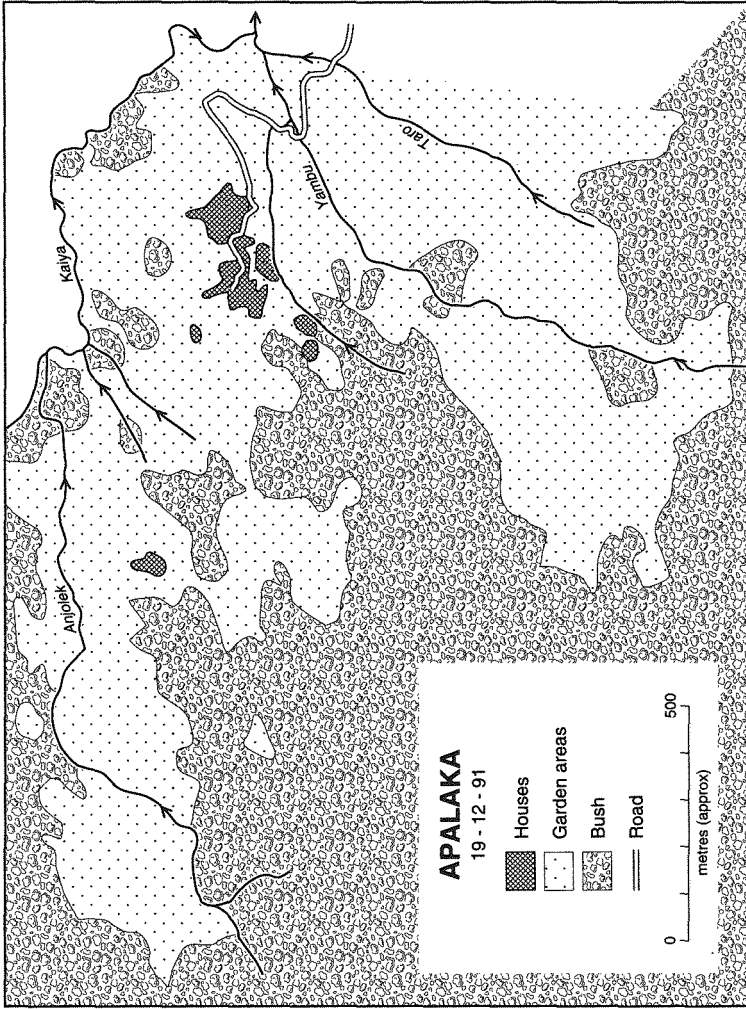 Kaiya
Anjolek
Yambu
Taro
APALAKA
19 - 12 - 91
Houses
Garden areas
Bush
Road
0 500
metres (approx)